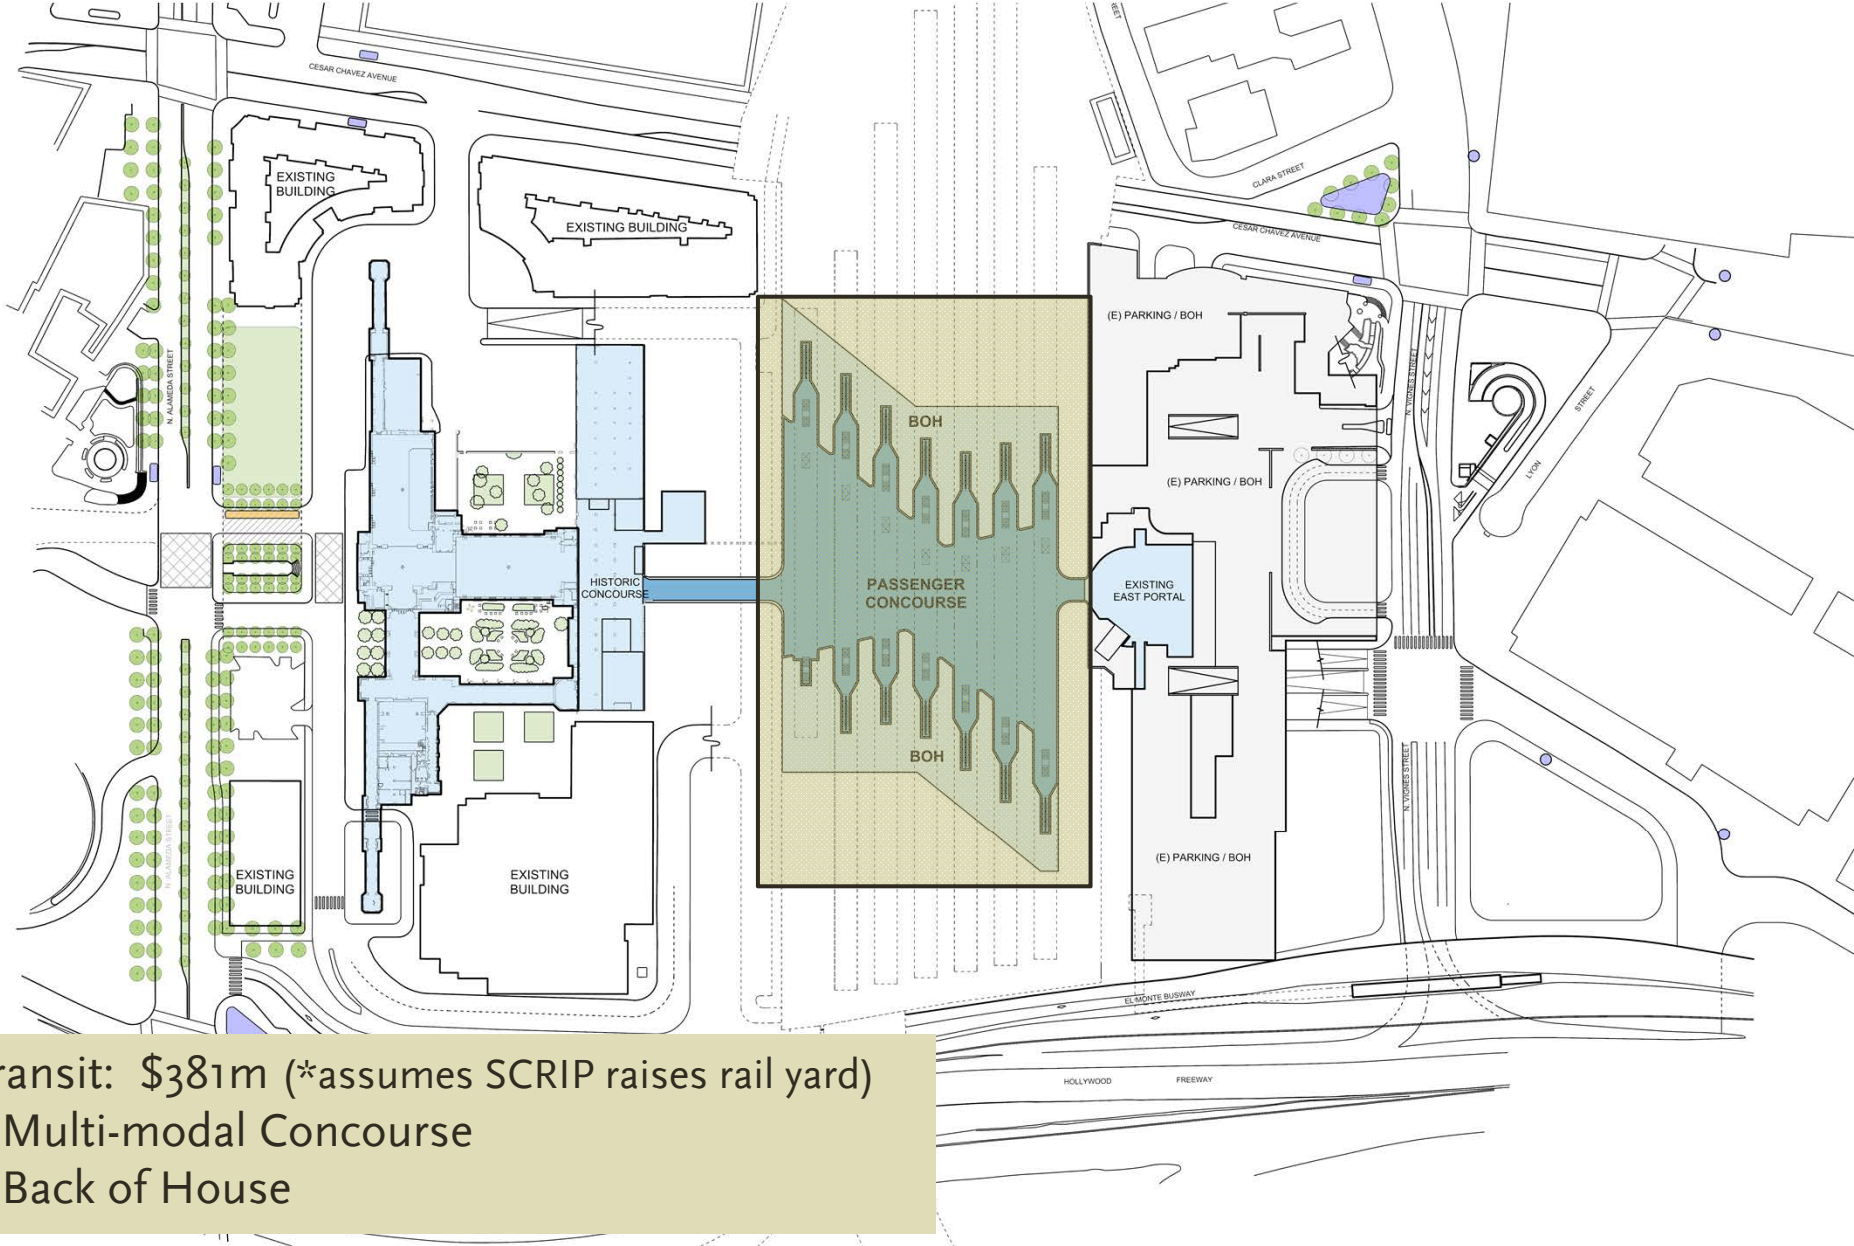 STREET
CESAR CHAVEZ AVENUE
EXISTING
BUILDING
EXISTING BUILDING
CLARA STREET
CESAR CHAVEZ AVENUE
(E) PARKING / BOH
N. ALAMEDA STREET
N. VIGNES STREET
STREET
LYON
BOH
(E) PARKING / BOH
HISTORIC
CONCOURSE
PASSENGER
CONCOURSE
EXISTING
EAST PORTAL
BOH
N. VIGNES STREET
N. ALAMEDA STREET
EXISTING
BUILDING
EXISTING
BUILDING
(E) PARKING / BOH
EL MONTE BUSWAY
HOLLYWOOD FREEWAY
ransit: $381m (*assumes SCRIP raises rail yard)
Multi-modal Concourse
Back of House